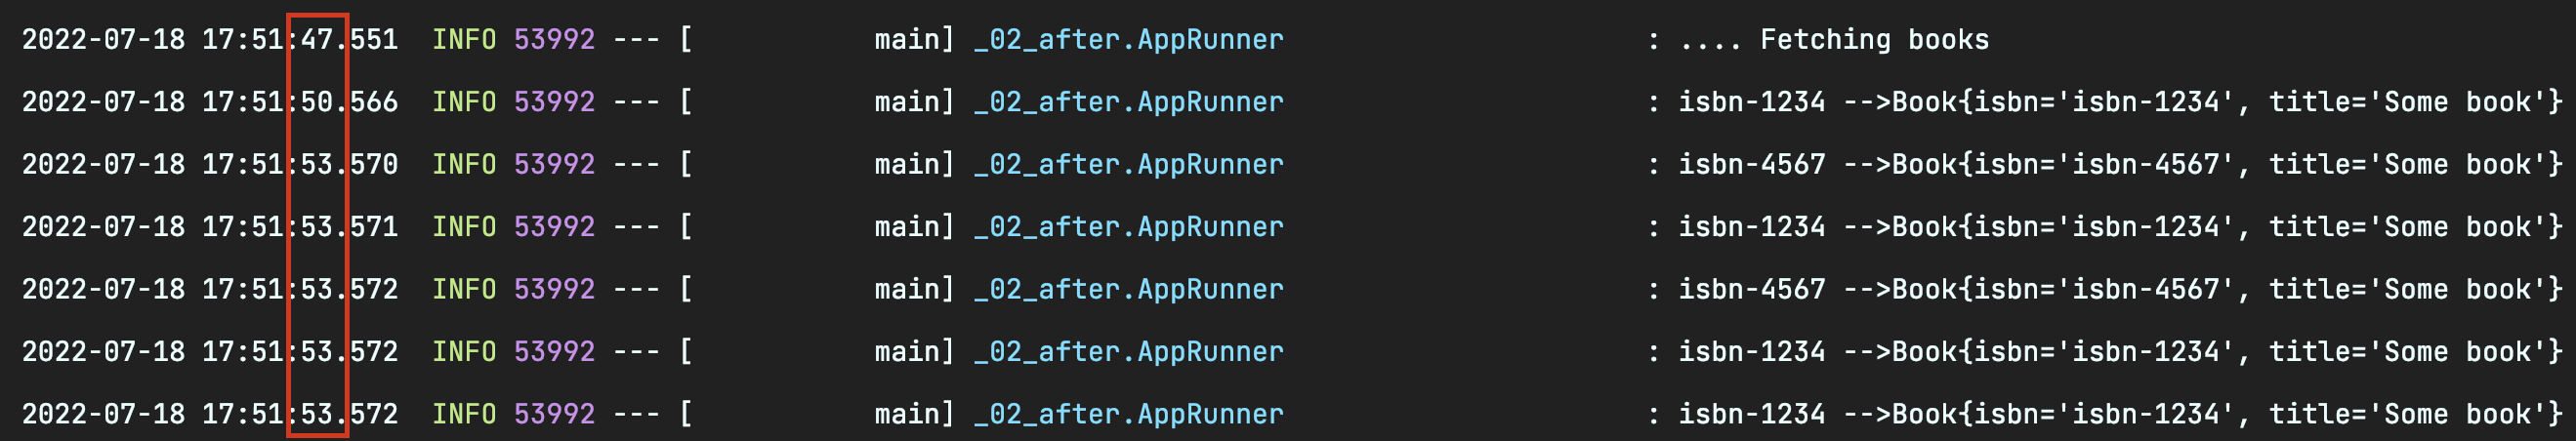 2022-07-18 17:51:47.551  INFO 53992 --- [           main] _02_after.AppRunner                      : .... Fetching books
2022-07-18 17:51:50.566  INFO 53992 --- [           main] _02_after.AppRunner                      : isbn-1234 -->Book{isbn='isbn-1234', title='Some book'}
2022-07-18 17:51:53.570  INFO 53992 --- [           main] _02_after.AppRunner                      : isbn-4567 -->Book{isbn='isbn-4567', title='Some book'}
2022-07-18 17:51:53.571  INFO 53992 --- [           main] _02_after.AppRunner                      : isbn-1234 -->Book{isbn='isbn-1234', title='Some book'}
2022-07-18 17:51:53.572  INFO 53992 --- [           main] _02_after.AppRunner                      : isbn-4567 -->Book{isbn='isbn-4567', title='Some book'}
2022-07-18 17:51:53.572  INFO 53992 --- [           main] _02_after.AppRunner                      : isbn-1234 -->Book{isbn='isbn-1234', title='Some book'}
2022-07-18 17:51:53.572  INFO 53992 --- [           main] _02_after.AppRunner                      : isbn-1234 -->Book{isbn='isbn-1234', title='Some book'}